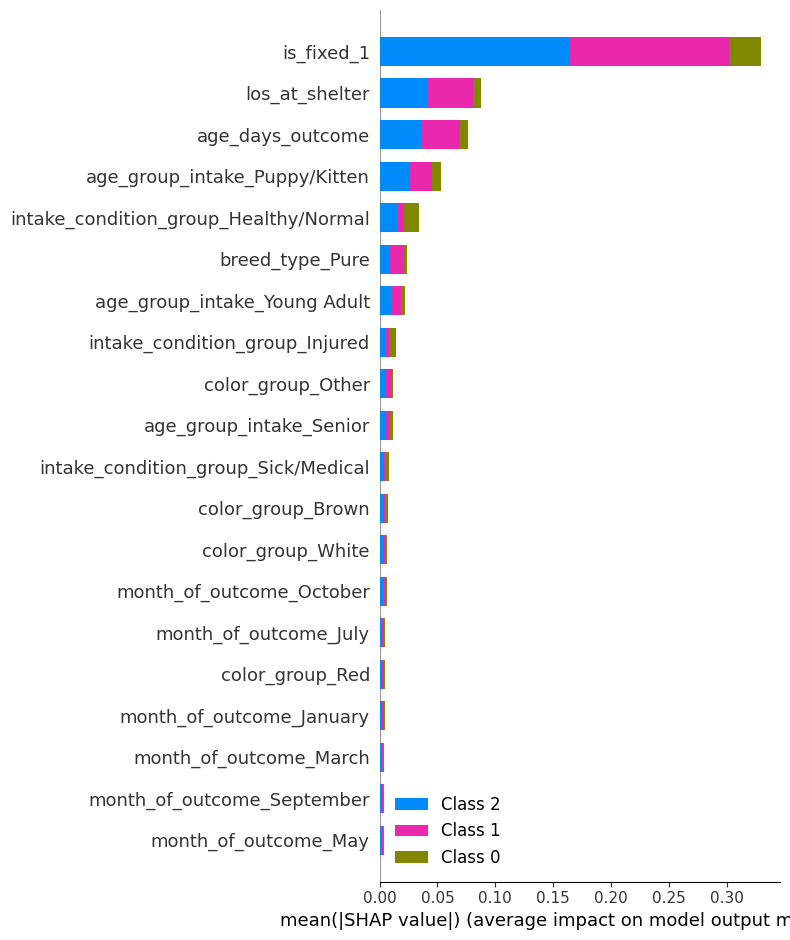 is_fixed_1
los_at_shelter
age_days_outcome
age_group_intake_Puppy/Kitten
intake_condition_group_Healthy/Normal
breed_type_Pure
age_group_intake_Young Adult
intake_condition_group_Injured
color_group_Other
age_group_intake_Senior
intake_condition_group_Sick/Medical
color_group_Brown
color_group_White
month_of_outcome_October
month_of_outcome_July
color_group_Red
month_of_outcome_January
month_of_outcome_March
month_of_outcome_September
month_of_outcome_May
Class 2
Class 1
Class 0
0.00 0.05 0.10 0.15 0.20 0.25 0.30
mean(|SHAP value|) (average impact on model output m